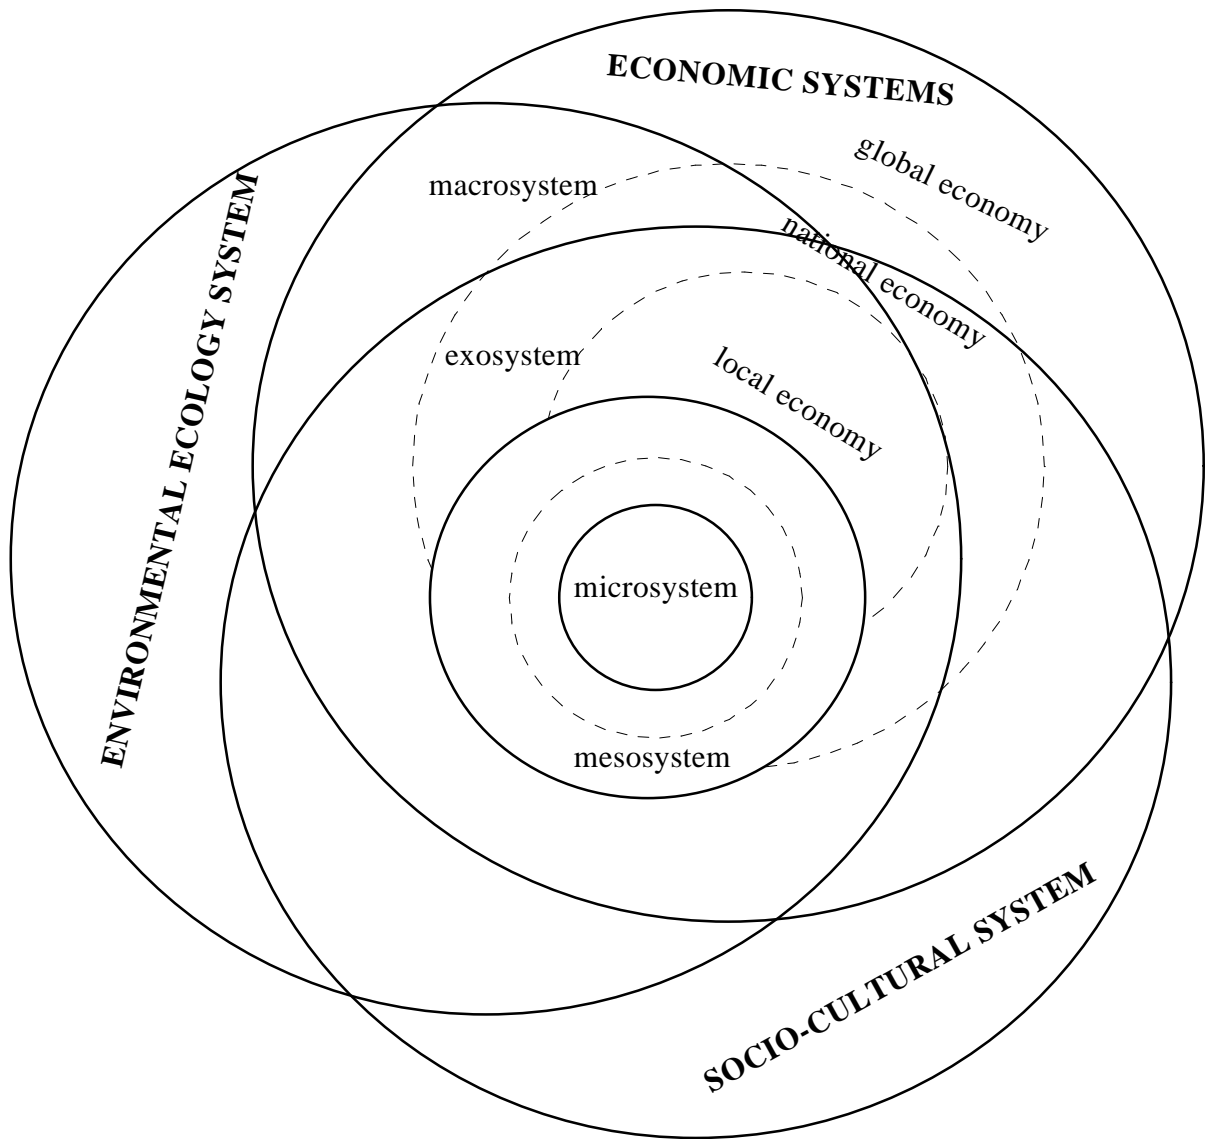 ECONOMIC SYSTEMS
global economy
macrosystem
national economy
ENVIRONMENTAL ECOLOGY SYSTEM
exosystem
local economy
microsystem
mesosystem
SOCIO-CULTURAL SYSTEM